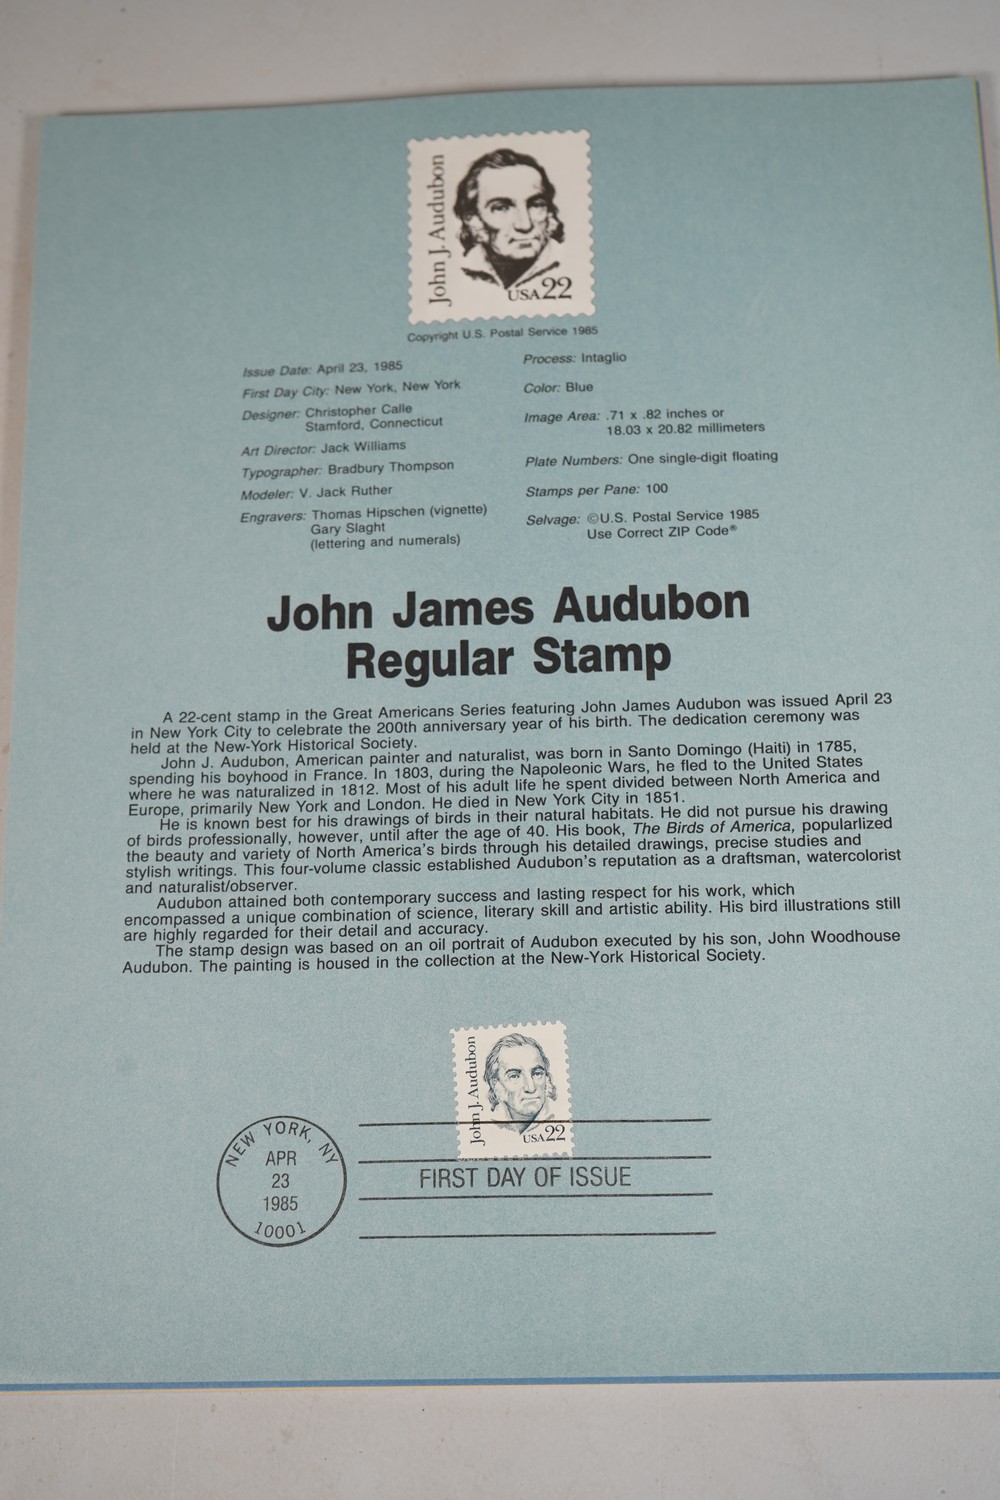 John J. Audubon
USA 22
Copyright U.S. Postal Service 1985
Issue Date: April 23, 1985
First Day City: New York, New York
Designer: Christopher Calle
Stamford, Connecticut
Art Director: Jack Williams
Typographer: Bradbury Thompson
Modeler: V. Jack Ruther
Engravers: Thomas Hipschen (vignette)
Gary Slaght
(lettering and numerals)
Process: Intaglio
Color: Blue
Image Area: .71 x .82 inches or
18.03 x 20.82 millimeters
Plate Numbers: One single-digit floating
Stamps per Pane: 100
Selvage: ©U.S. Postal Service 1985
Use Correct ZIP Code®
John James Audubon
Regular Stamp
A 22-cent stamp in the Great Americans Series featuring John James Audubon was issued April 23
in New York City to celebrate the 200th anniversary year of his birth. The dedication ceremony was
held at the New-York Historical Society.
John J. Audubon, American painter and naturalist, was born in Santo Domingo (Haiti) in 1785,
spending his boyhood in France. In 1803, during the Napoleonic Wars, he fled to the United States
where he was naturalized in 1812. Most of his adult life he spent divided between North America and
Europe, primarily New York and London. He died in New York City in 1851.
He is known best for his drawings of birds in their natural habitats. He did not pursue his drawing
of birds professionally, however, until after the age of 40. His book, The Birds of America, popularlized
the beauty and variety of North America's birds through his detailed drawings, precise studies and
stylish writings. This four-volume classic established Audubon's reputation as a draftsman, watercolorist
and naturalist/observer.
Audubon attained both contemporary success and lasting respect for his work, which
encompassed a unique combination of science, literary skill and artistic ability. His bird illustrations still
are highly regarded for their detail and accuracy.
The stamp design was based on an oil portrait of Audubon executed by his son, John Woodhouse
Audubon. The painting is housed in the collection at the New-York Historical Society.
John J. Audubon
USA 22
NEW YORK, NY
APR
23
1985
10001
FIRST DAY OF ISSUE